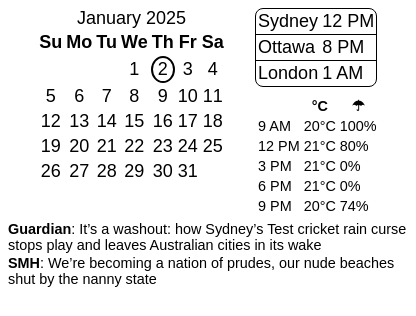 January 2025
Su Mo Tu We Th Fr Sa
1 2 3 4
5 6 7 8 9 10 11
12 13 14 15 16 17 18
19 20 21 22 23 24 25
26 27 28 29 30 31
Sydney 12 PM
Ottawa 8 PM
London 1 AM
°C ☂
9 AM 20°C 100%
12 PM 21°C 80%
3 PM 21°C 0%
6 PM 21°C 0%
9 PM 20°C 74%
Guardian: It’s a washout: how Sydney’s Test cricket rain curse
stops play and leaves Australian cities in its wake
SMH: We’re becoming a nation of prudes, our nude beaches
shut by the nanny state